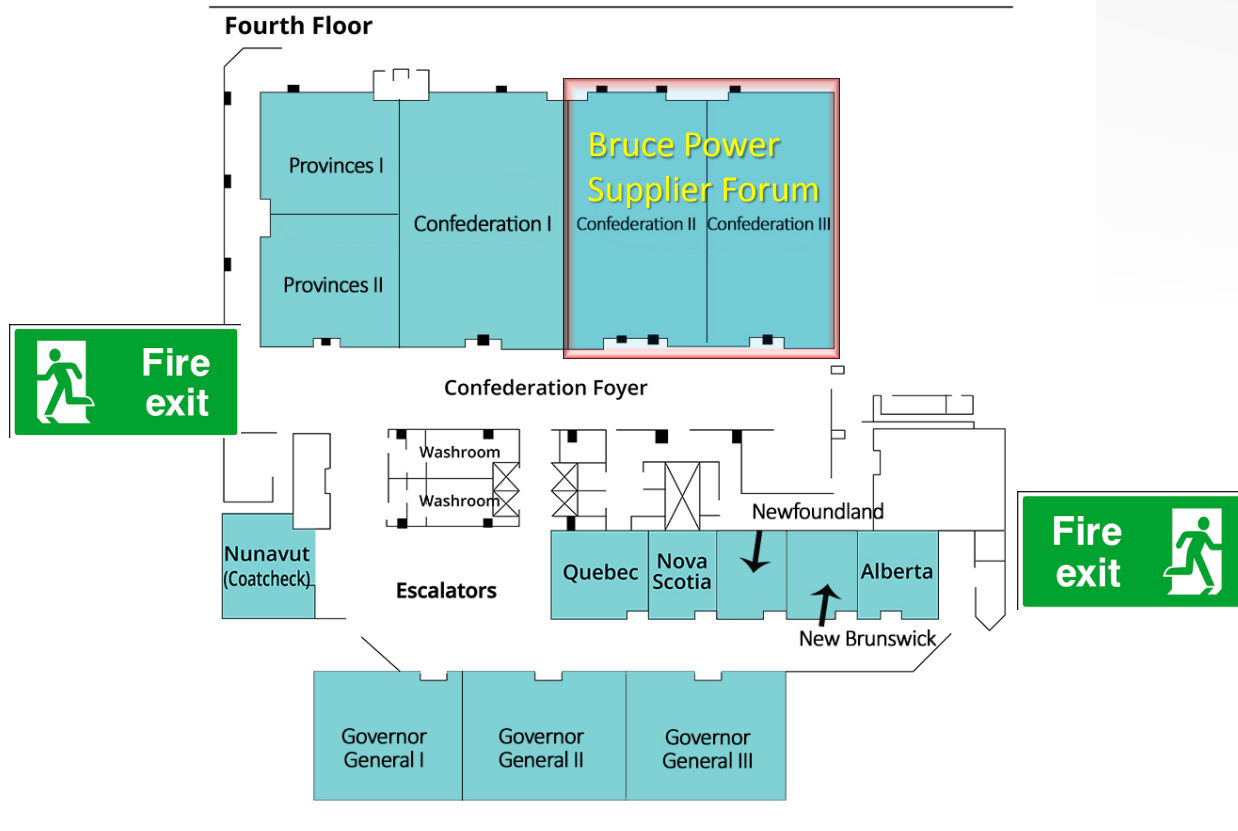 Fourth Floor
Bruce Power
Supplier Forum
Provinces I
Confederation I
Confederation II
Confederation III
Provinces II
Fire
exit
Confederation Foyer
Washroom
Washroom
Newfoundland
Fire
exit
Nunavut
(Coatcheck)
Escalators
Quebec
Nova
Scotia
Alberta
New Brunswick
Governor
General I
Governor
General II
Governor
General III